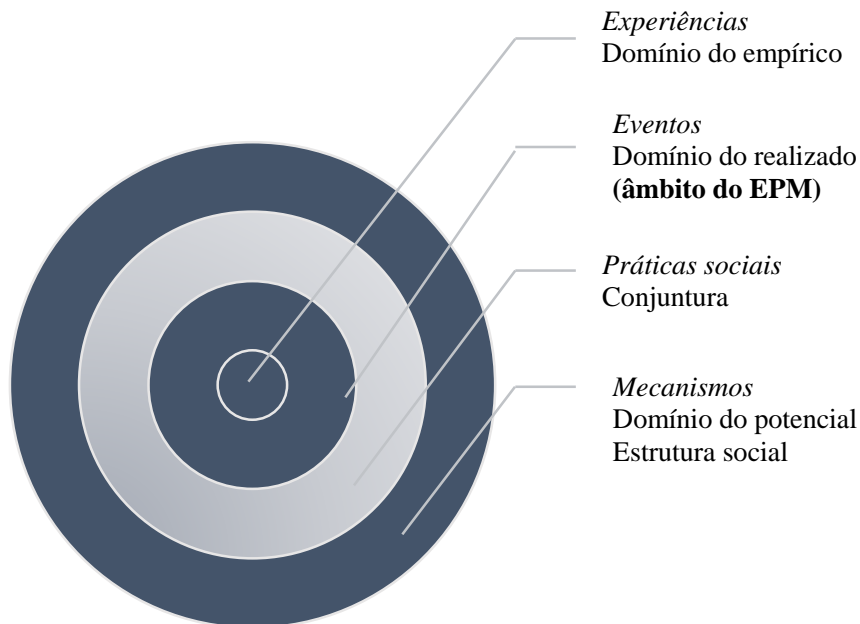 Experiências
Domínio do empírico
Eventos
Domínio do realizado
(âmbito do EPM)
Práticas sociais
Conjuntura
Mecanismos
Domínio do potencial
Estrutura social